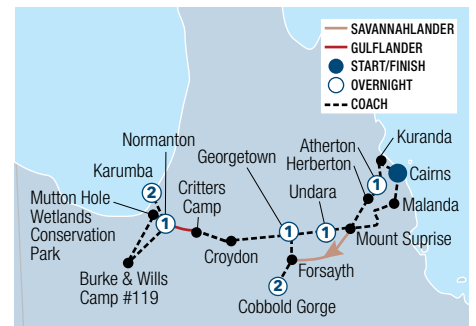 SAVANNAHLANDER
GULFLANDER
START/FINISH
OVERNIGHT
COACH
Kuranda
Normanton
Atherton
Georgetown
Herberton
1
Cairns
Karumba
2
Critters
Camp
Undara
Malanda
Mutton Hole
Wetlands
Conservation
Park
1
1
1
Mount Suprise
Croydon
Burke & Wills
Camp #119
Forsayth
2
Cobbold Gorge